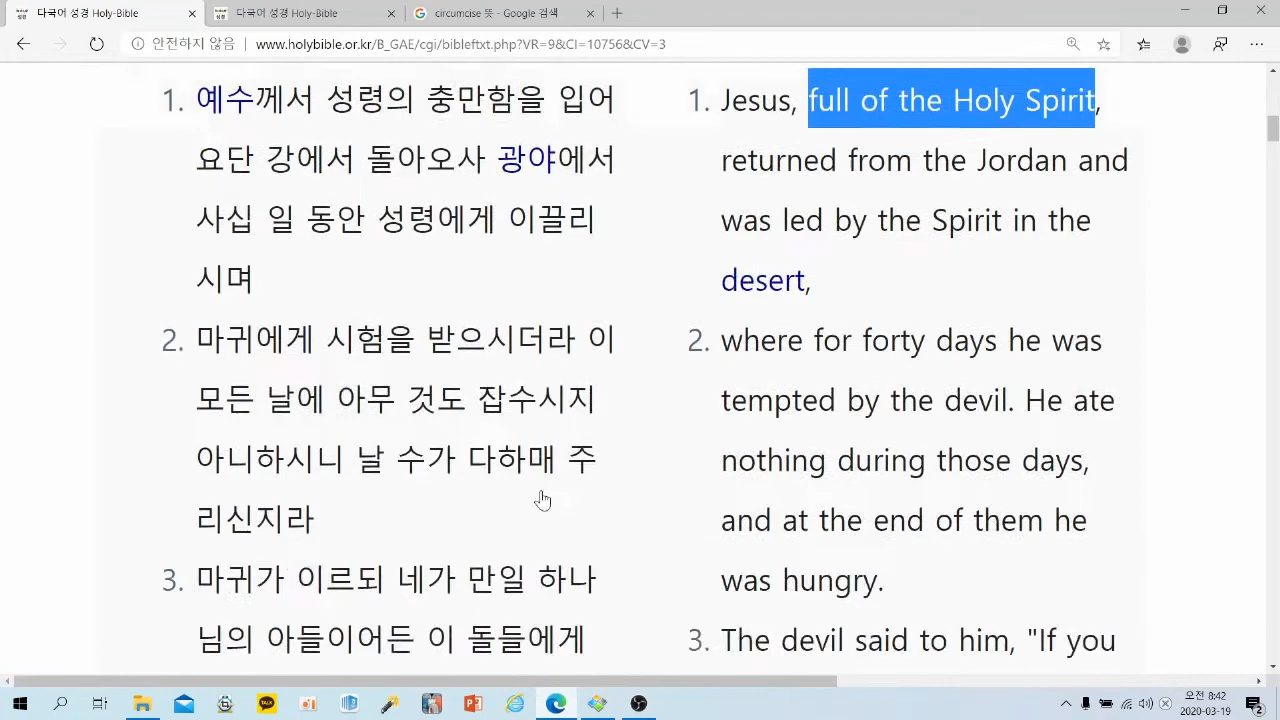 다국어 성경 Holy-Bible
다국어 성경 Holy-Bible
circumcise 뜻 - Google 검색
안전하지 않음
www.holybible.or.kr/B_GAE/cgi/bibleftxt.php?VR=9&CI=10756&CV=3
1. 예수께서 성령의 충만함을 입어
요단 강에서 돌아오사 광야에서
사십 일 동안 성령에게 이끌리
시며
2. 마귀에게 시험을 받으시더라 이
모든 날에 아무 것도 잡수시지
아니하시니 날 수가 다하매 주
리신지라
3. 마귀가 이르되 네가 만일 하나
님의 아들이어든 이 돌들에게
1. Jesus, full of the Holy Spirit,
returned from the Jordan and
was led by the Spirit in the
desert,
2. where for forty days he was
tempted by the devil. He ate
nothing during those days,
and at the end of them he
was hungry.
3. The devil said to him, "If you
오전 8:42
2020-03-19